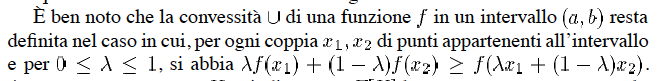 È ben noto che la convessità ∪ di una funzione f in un intervallo (a, b) resta
definita nel caso in cui, per ogni coppia x₁, x₂ di punti appartenenti all'intervallo
e per 0 ≤ λ ≤ 1, si abbia λf(x₁) + (1 − λ)f(x₂) ≥ f(λx₁ + (1 − λ)x₂).